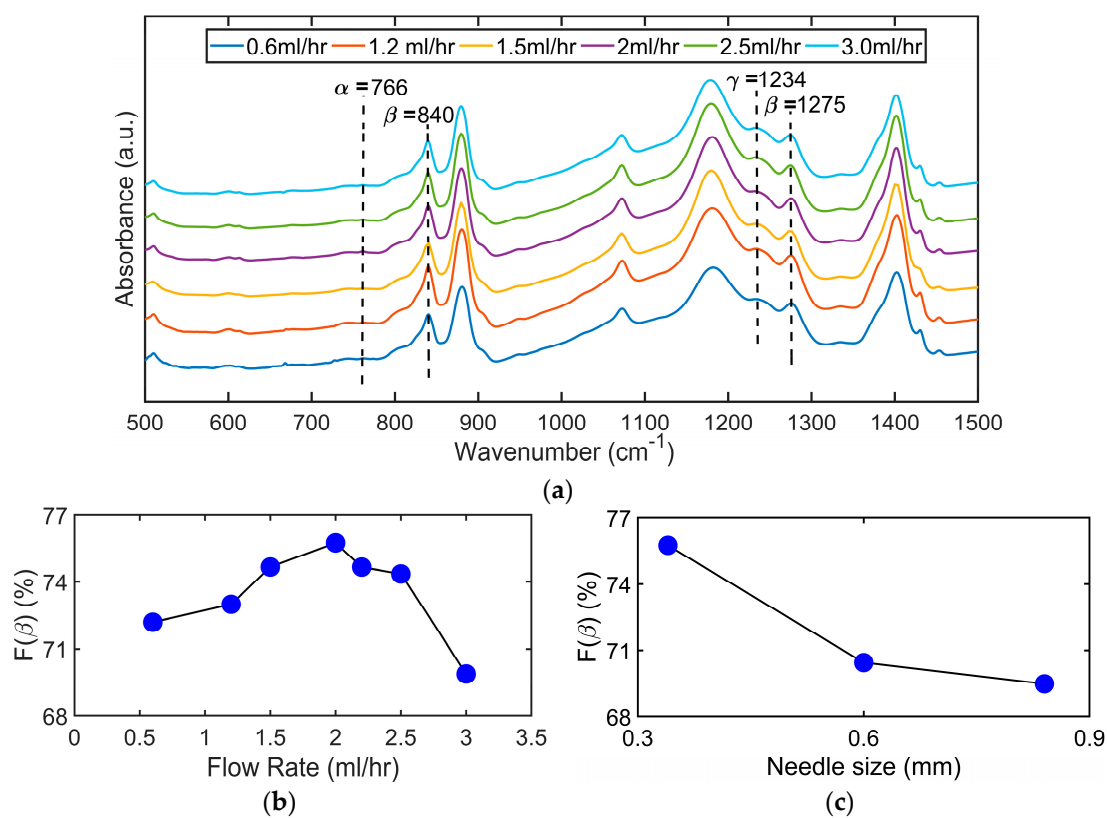 0.6ml/hr 1.2 ml/hr 1.5ml/hr 2ml/hr 2.5ml/hr 3.0ml/hr
α =766
γ =1234
β =840
β =1275
Absorbance (a.u.)
500 600 700 800 900 1000 1100 1200 1300 1400 1500
Wavenumber (cm⁻¹)
(a)
77
74
71
68
F(β) (%)
0 0.5 1 1.5 2 2.5 3 3.5
Flow Rate (ml/hr)
(b)
77
74
71
68
F(β) (%)
0.3 0.6 0.9
Needle size (mm)
(c)